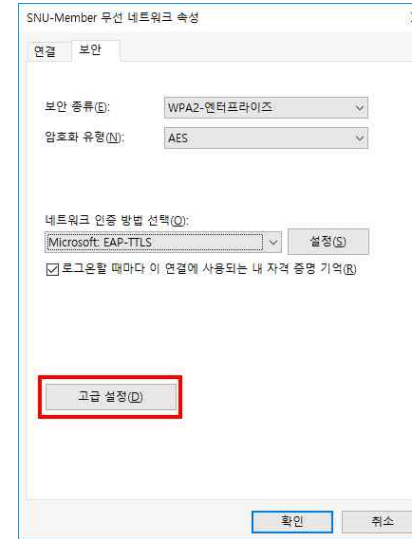 SNU-Member 무선 네트워크 속성
연결 보안
보안 종류(E): WPA2-엔터프라이즈
암호화 유형(N): AES
네트워크 인증 방법 선택(O):
Microsoft: EAP-TTLS 설정(S)
로그온할 때마다 이 연결에 사용되는 내 자격 증명 기억(R)
고급 설정(D)
확인 취소